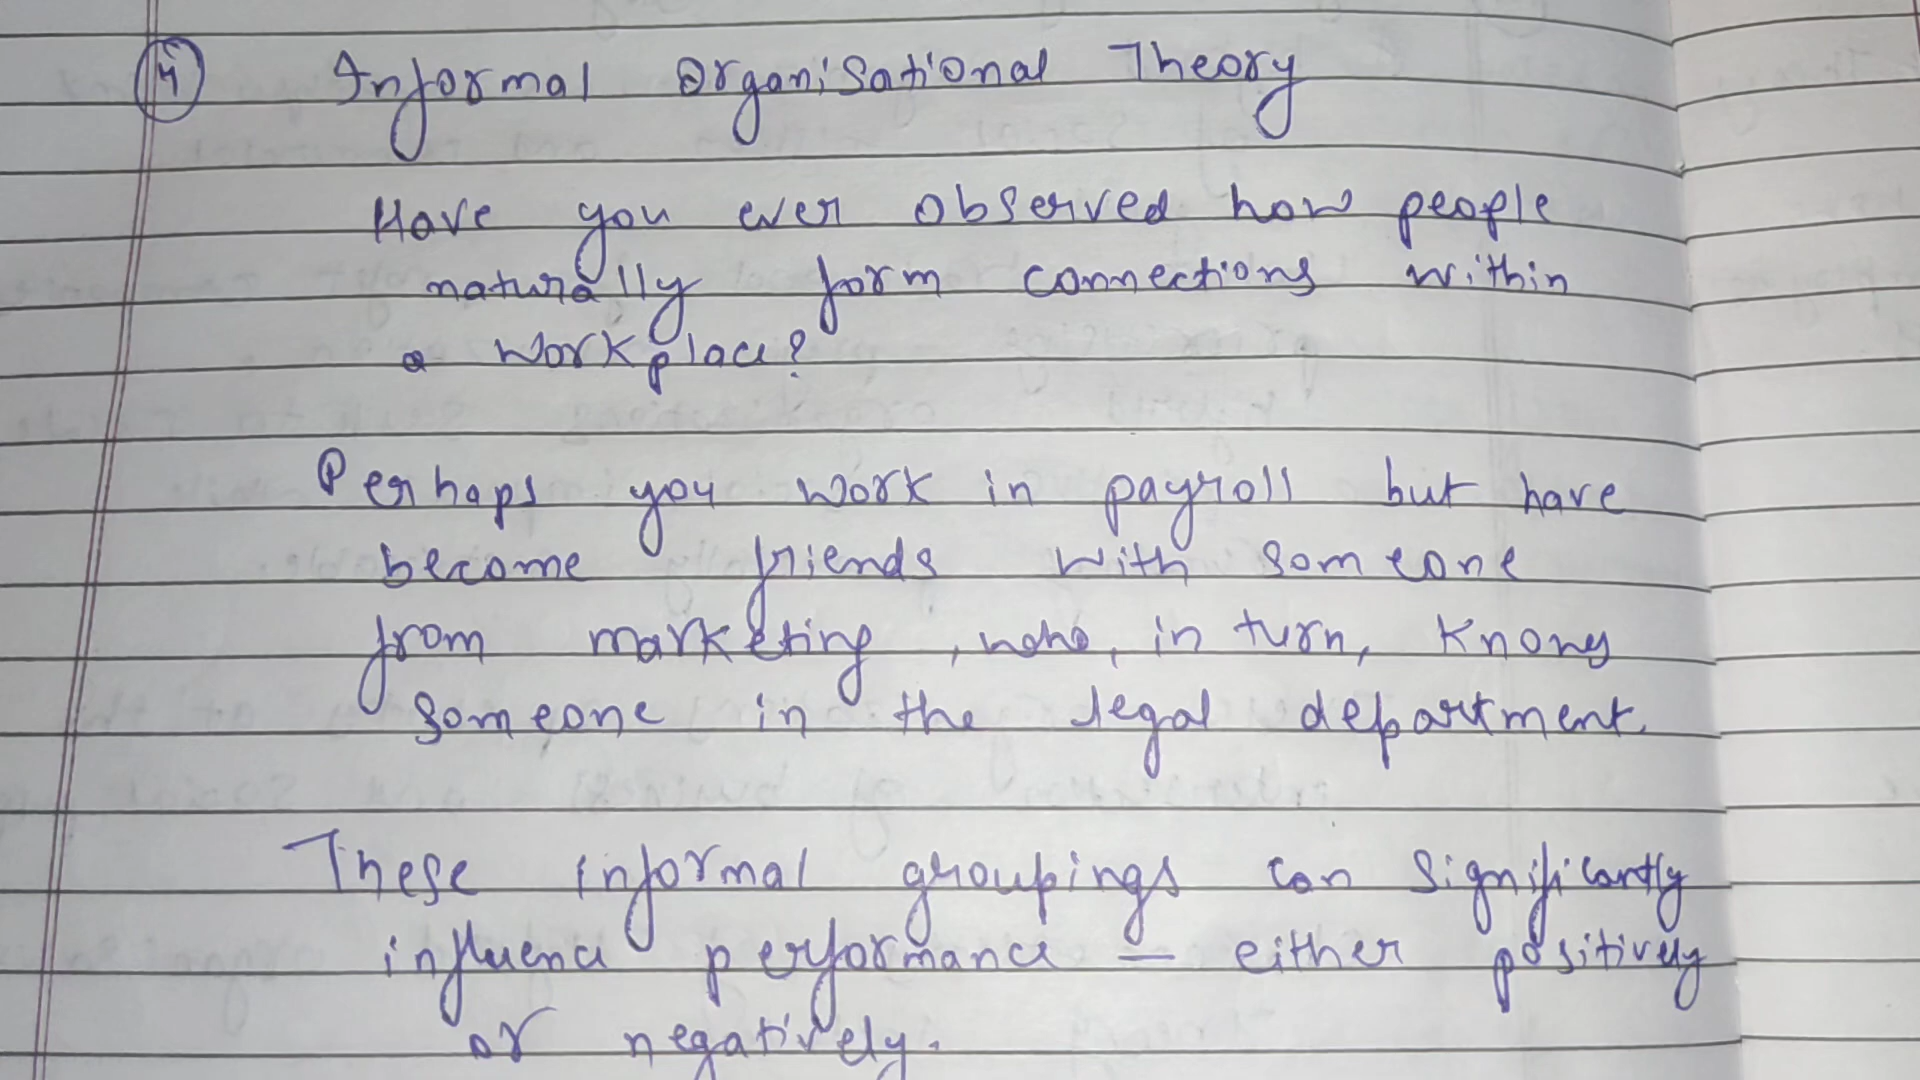 4 Informal Organisational Theory
Have you ever observed how people
naturally form connections within
a workplace?
Perhaps you work in payroll but have
become friends with someone
from marketing, who, in turn, knows
someone in the legal department.
These informal groupings can significantly
influence performance — either positively
or negatively.